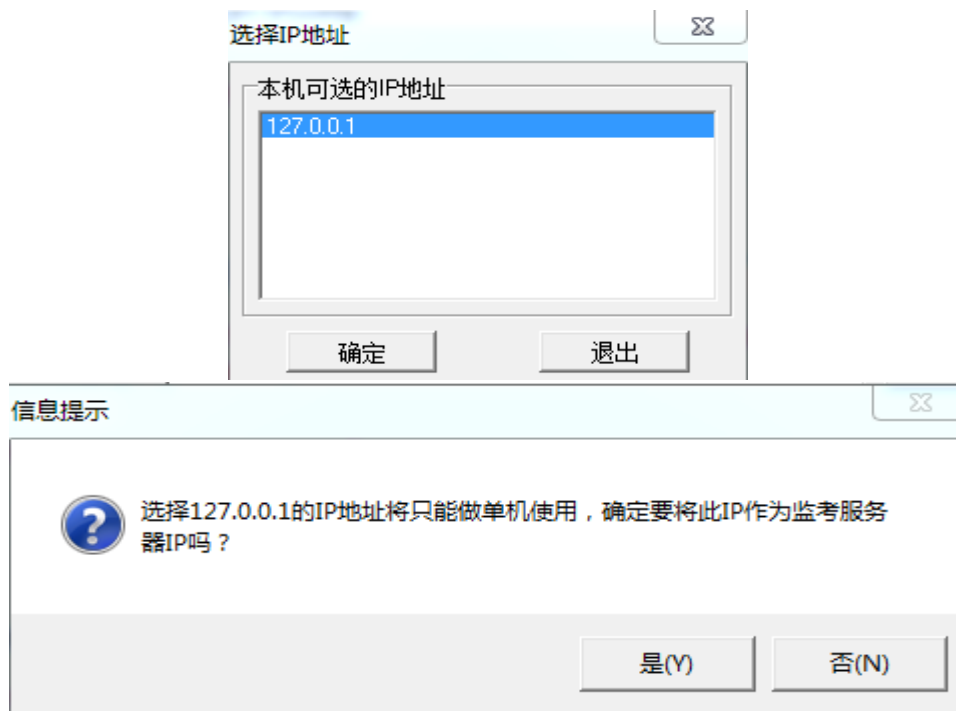 选择IP地址
本机可选的IP地址
127.0.0.1
确定 退出
信息提示
选择127.0.0.1的IP地址将只能做单机使用，确定要将此IP作为监考服务
器IP吗？
是(Y) 否(N)